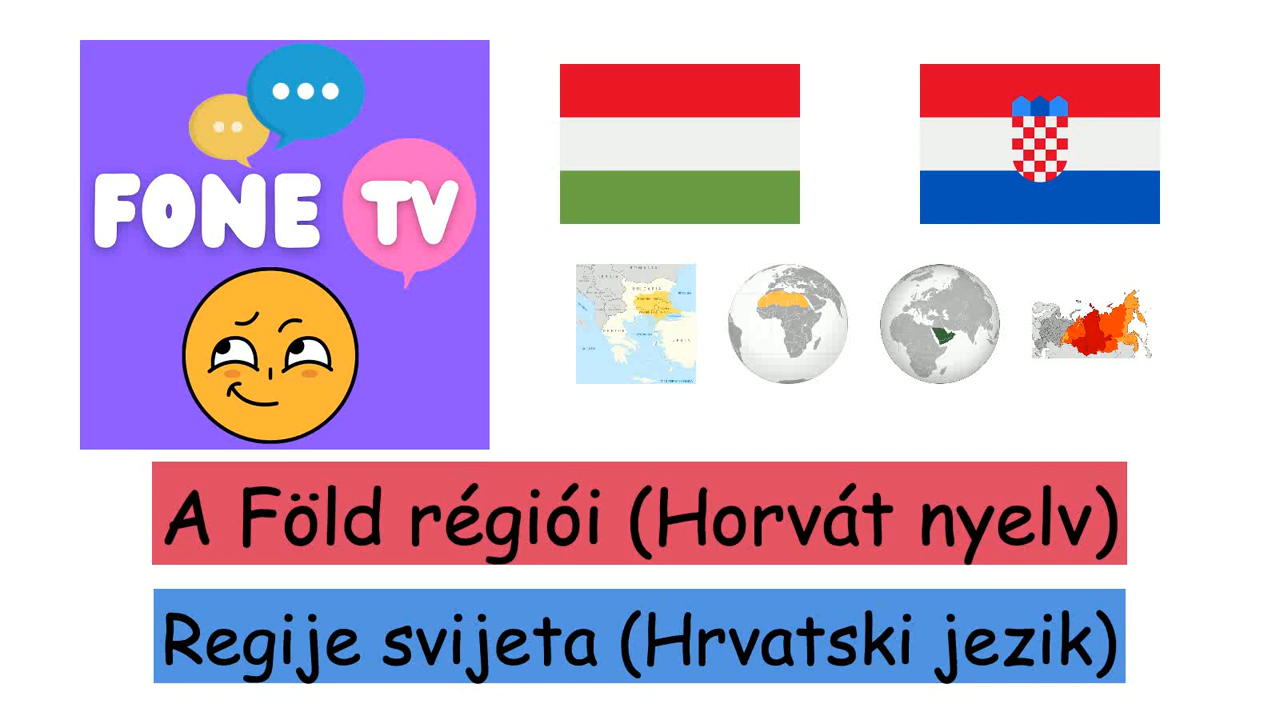 FONE TV
A Föld régiói (Horvát nyelv)
Regije svijeta (Hrvatski jezik)